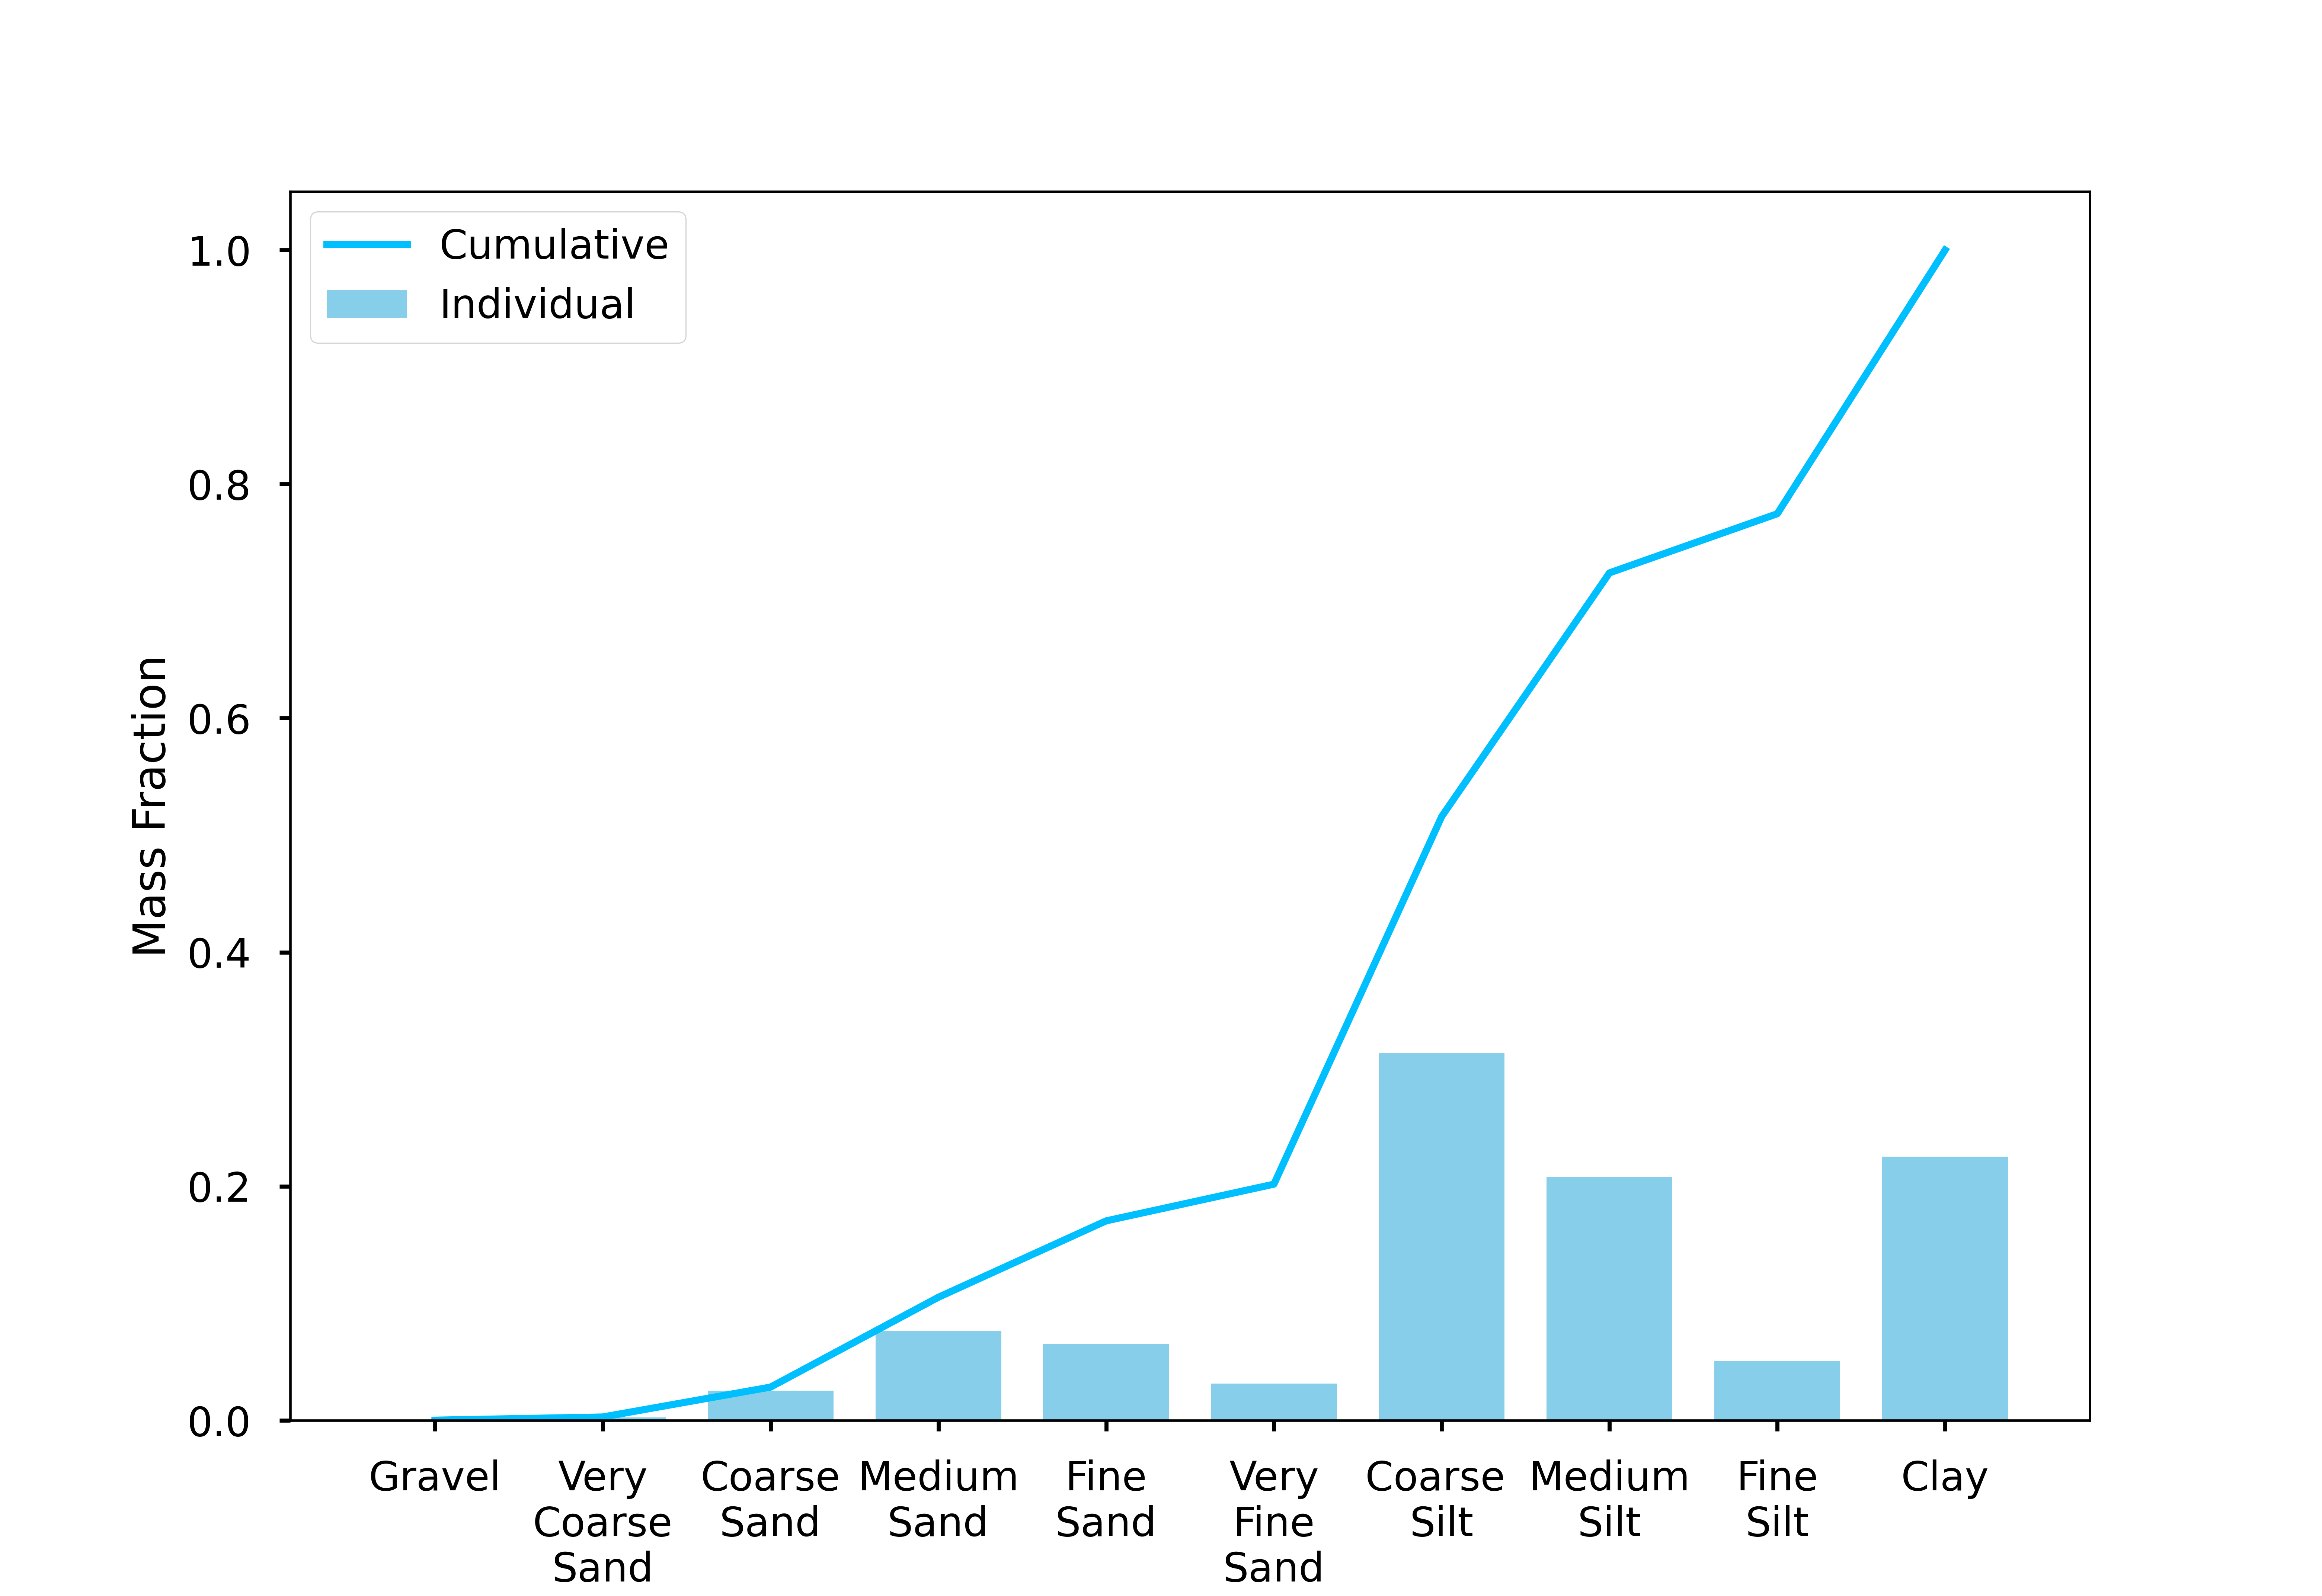 Cumulative
Individual
1.0
0.8
0.6
0.4
0.2
0.0
Mass Fraction
Gravel
Very
Coarse
Sand
Coarse
Sand
Medium
Sand
Fine
Sand
Very
Fine
Sand
Coarse
Silt
Medium
Silt
Fine
Silt
Clay